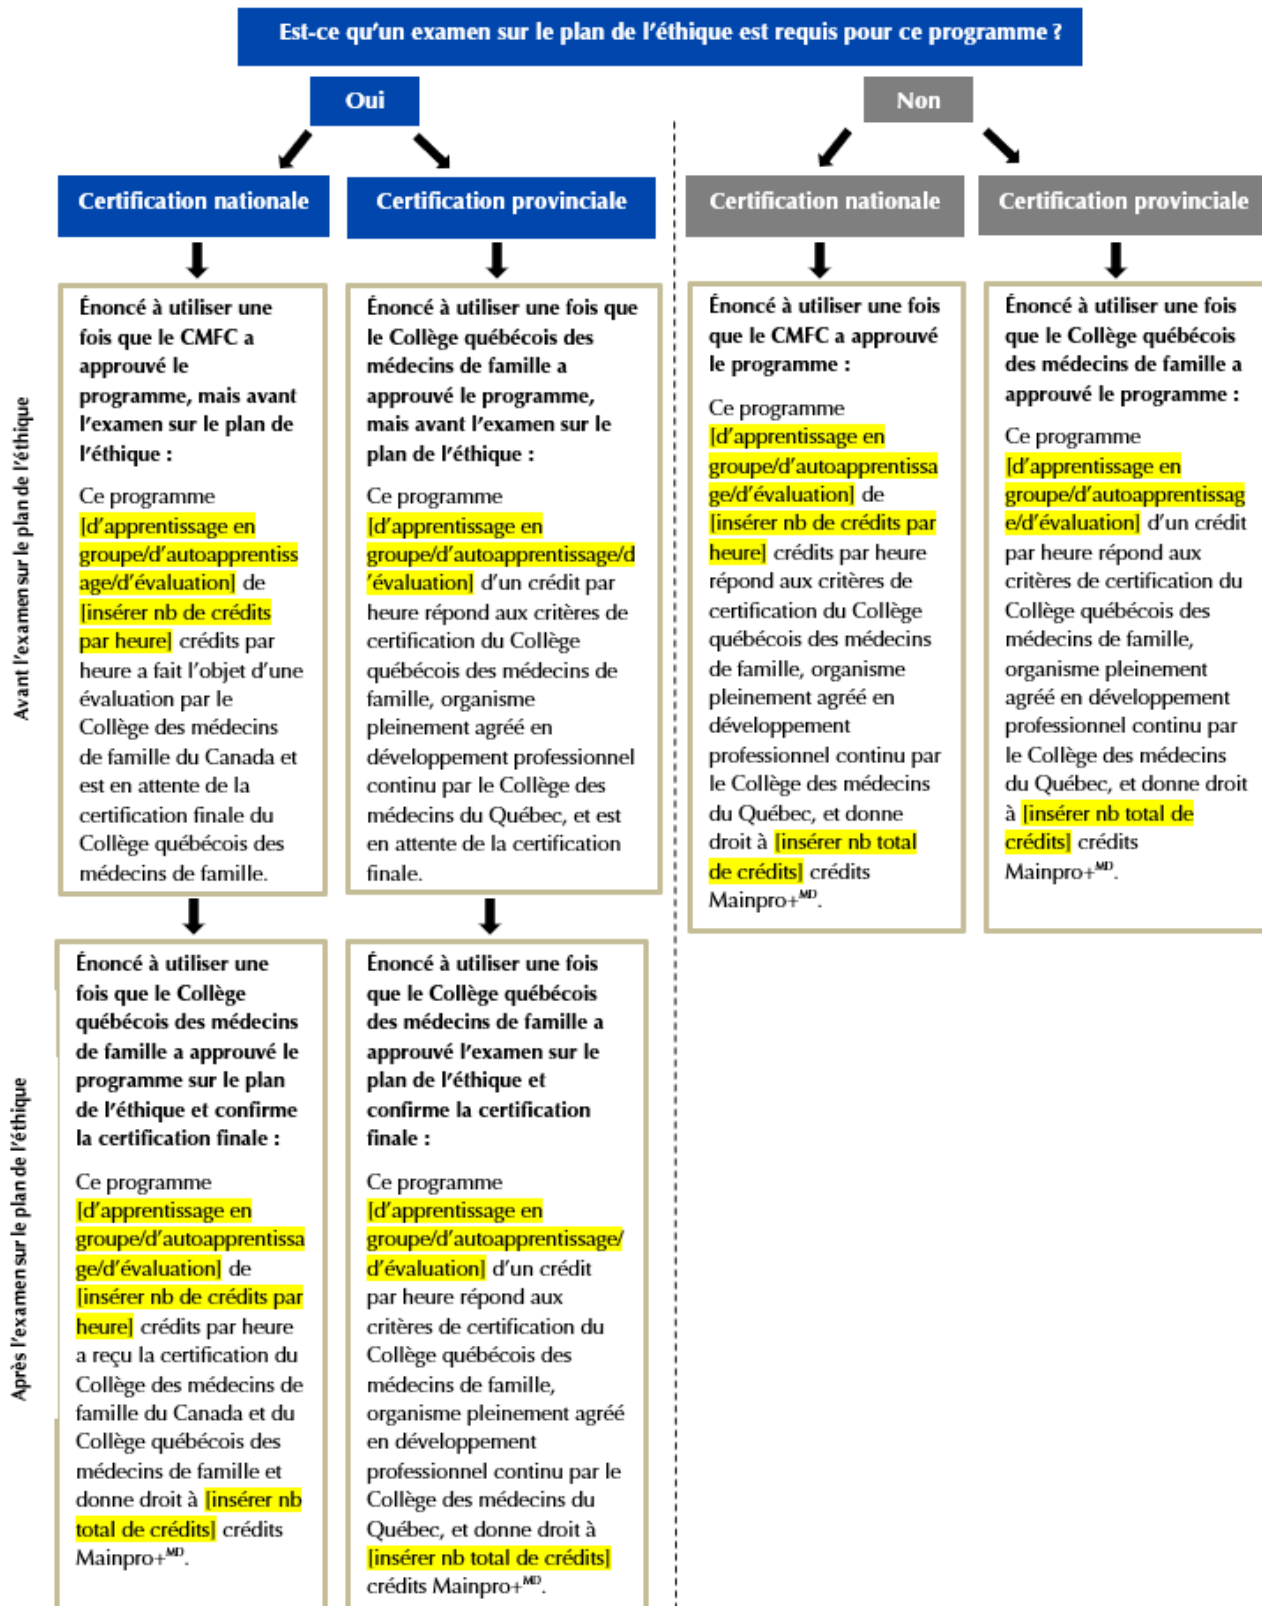 Est-ce qu'un examen sur le plan de l'éthique est requis pour ce programme ?
Oui
Non
Certification nationale
Certification provinciale
Certification nationale
Certification provinciale
Avant l'examen sur le plan de l'éthique
Énoncé à utiliser une
fois que le CMFC a
approuvé le
programme, mais avant
l'examen sur le plan de
l'éthique :
Ce programme
[d'apprentissage en
groupe/d'autoapprentiss
age/d'évaluation] de
[insérer nb de crédits
par heure] crédits par
heure a fait l'objet d'une
évaluation par le
Collège des médecins
de famille du Canada et
est en attente de la
certification finale du
Collège québécois des
médecins de famille.
Énoncé à utiliser une fois que
le Collège québécois des
médecins de famille a
approuvé le programme,
mais avant l'examen sur le
plan de l'éthique :
Ce programme
[d'apprentissage en
groupe/d'autoapprentissage/d
'évaluation] d'un crédit par
heure répond aux critères de
certification du Collège
québécois des médecins de
famille, organisme
pleinement agréé en
développement professionnel
continu par le Collège des
médecins du Québec, et est
en attente de la certification
finale.
Énoncé à utiliser une fois
que le CMFC a approuvé
le programme :
Ce programme
[d'apprentissage en
groupe/d'autoapprentissa
ge/d'évaluation] de
[insérer nb de crédits par
heure] crédits par heure
répond aux critères de
certification du Collège
québécois des médecins
de famille, organisme
pleinement agréé en
développement
professionnel continu par
le Collège des médecins
du Québec, et donne
droit à [insérer nb total
de crédits] crédits
Mainpro+MD.
Énoncé à utiliser une fois
que le Collège québécois
des médecins de famille a
approuvé le programme :
Ce programme
[d'apprentissage en
groupe/d'autoapprentissag
e/d'évaluation] d'un crédit
par heure répond aux
critères de certification du
Collège québécois des
médecins de famille,
organisme pleinement
agréé en développement
professionnel continu par
le Collège des médecins
du Québec, et donne droit
à [insérer nb total de
crédits] crédits
Mainpro+MD.
Après l'examen sur le plan de l'éthique
Énoncé à utiliser une
fois que le Collège
québécois des médecins
de famille a approuvé le
programme sur le plan
de l'éthique et confirme
la certification finale :
Ce programme
[d'apprentissage en
groupe/d'autoapprentissa
ge/d'évaluation] de
[insérer nb de crédits par
heure] crédits par heure
a reçu la certification du
Collège des médecins de
famille du Canada et du
Collège québécois des
médecins de famille et
donne droit à [insérer nb
total de crédits] crédits
Mainpro+MD.
Énoncé à utiliser une fois
que le Collège québécois
des médecins de famille a
approuvé l'examen sur le
plan de l'éthique et
confirme la certification
finale :
Ce programme
[d'apprentissage en
groupe/d'autoapprentissage/
d'évaluation] d'un crédit
par heure répond aux
critères de certification du
Collège québécois des
médecins de famille,
organisme pleinement agréé
en développement
professionnel continu par le
Collège des médecins du
Québec, et donne droit à
[insérer nb total de crédits]
crédits Mainpro+MD.